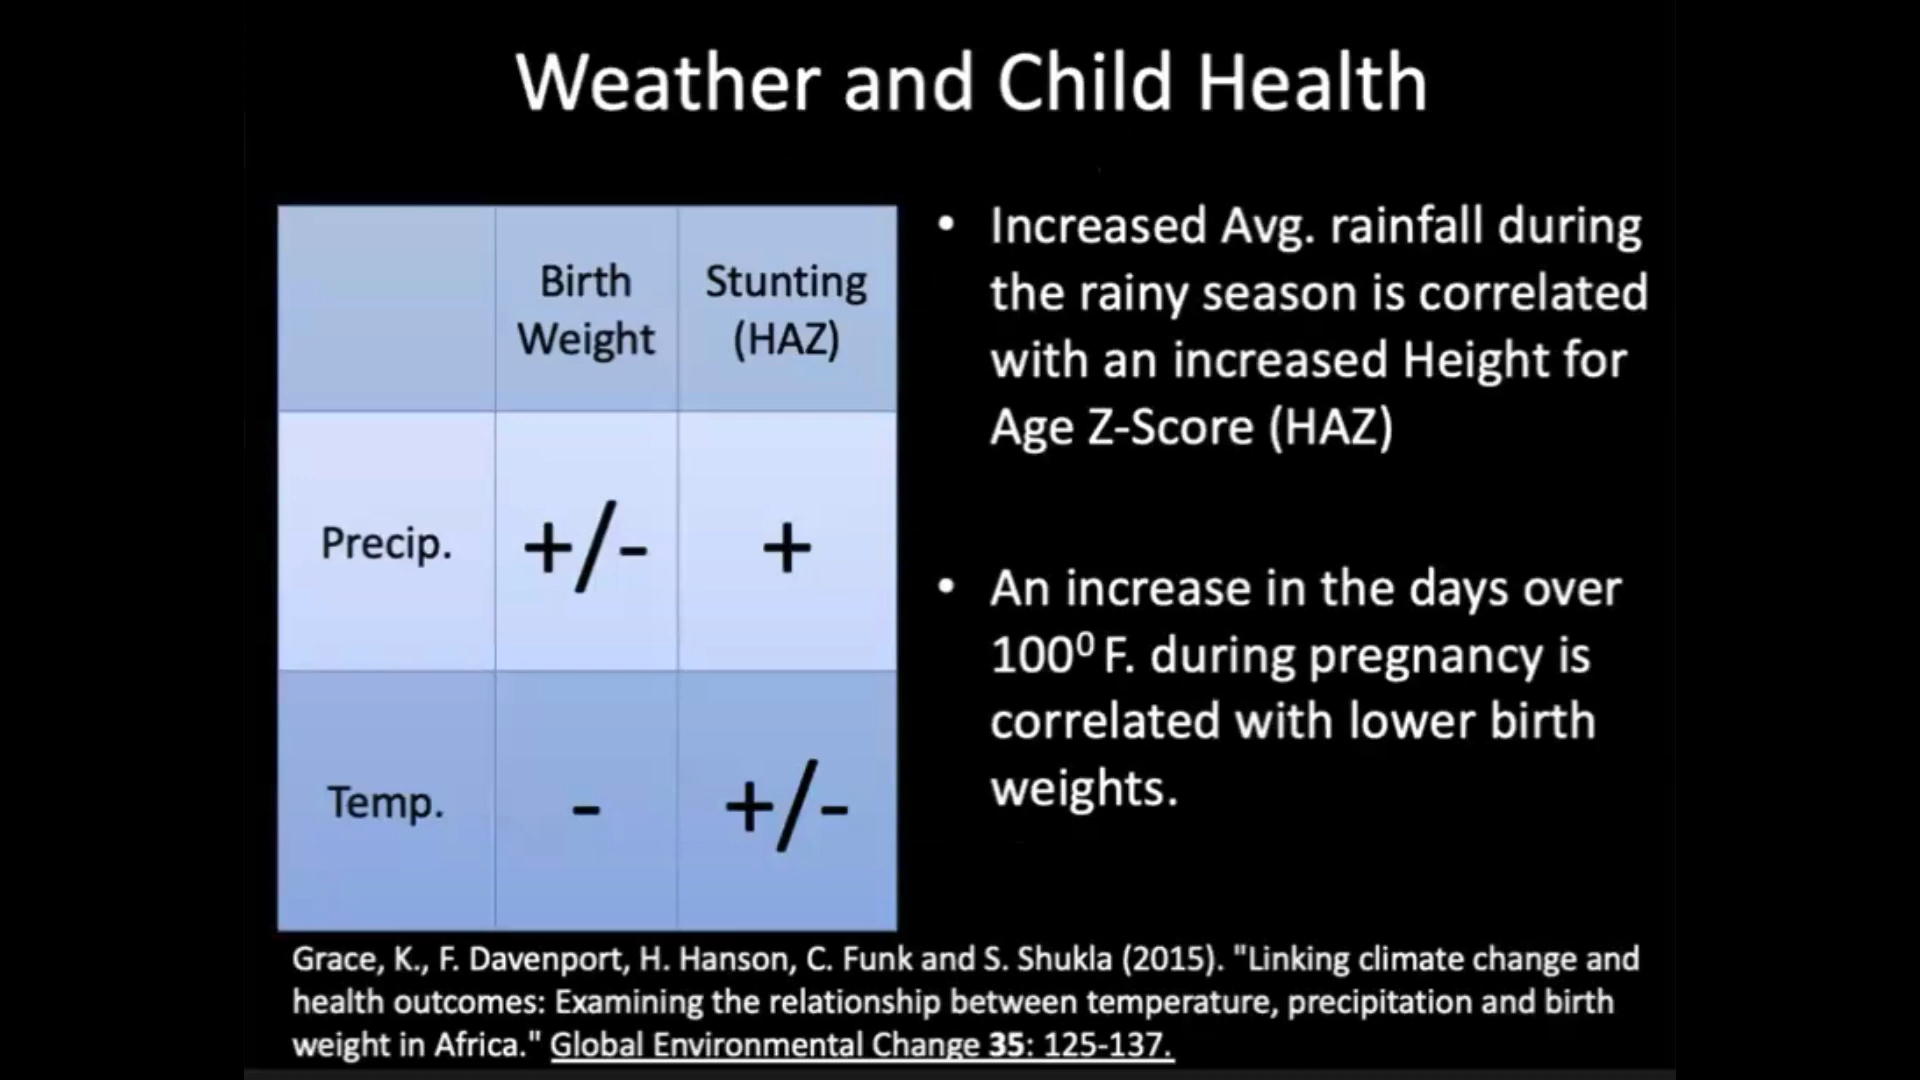 Weather and Child Health
Birth
Weight
Stunting
(HAZ)
Precip.
+/-
+
Temp.
-
+/-
• Increased Avg. rainfall during
the rainy season is correlated
with an increased Height for
Age Z-Score (HAZ)
• An increase in the days over
100⁰ F. during pregnancy is
correlated with lower birth
weights.
Grace, K., F. Davenport, H. Hanson, C. Funk and S. Shukla (2015). "Linking climate change and
health outcomes: Examining the relationship between temperature, precipitation and birth
weight in Africa." Global Environmental Change 35: 125-137.